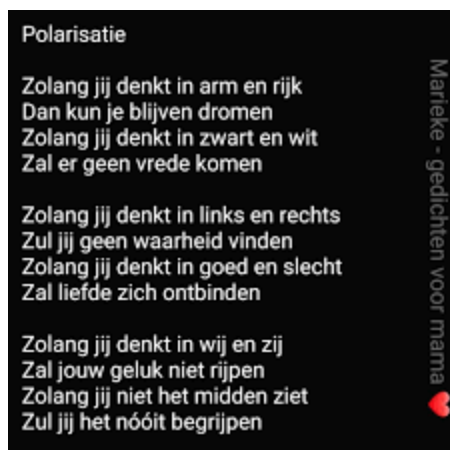 Polarisatie

Zolang jij denkt in arm en rijk
Dan kun je blijven dromen
Zolang jij denkt in zwart en wit
Zal er geen vrede komen

Zolang jij denkt in links en rechts
Zul jij geen waarheid vinden
Zolang jij denkt in goed en slecht
Zal liefde zich ontbinden

Zolang jij denkt in wij en zij
Zal jouw geluk niet rijpen
Zolang jij niet het midden ziet
Zul jij het nóóit begrijpen

Marieke - gedichten voor mama ❤